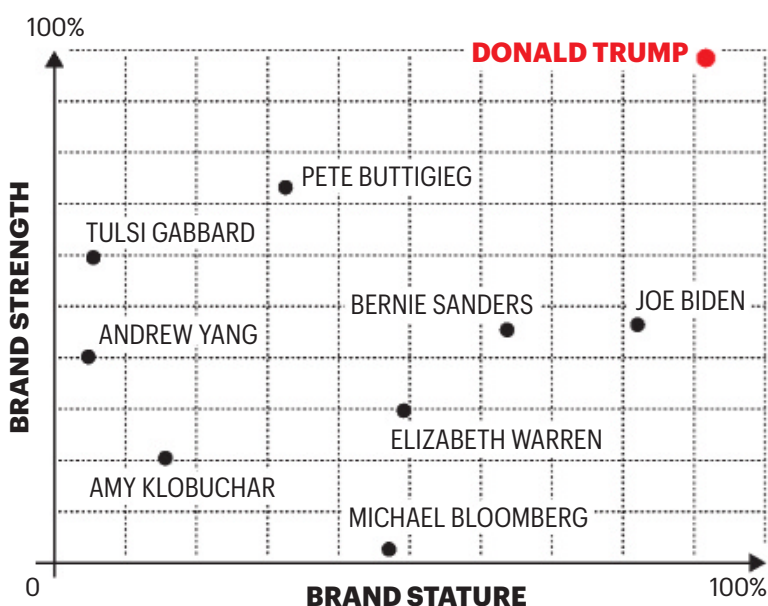 100%
DONALD TRUMP
PETE BUTTIGIEG
TULSI GABBARD
BERNIE SANDERS
JOE BIDEN
ANDREW YANG
ELIZABETH WARREN
AMY KLOBUCHAR
MICHAEL BLOOMBERG
BRAND STRENGTH
0
BRAND STATURE
100%